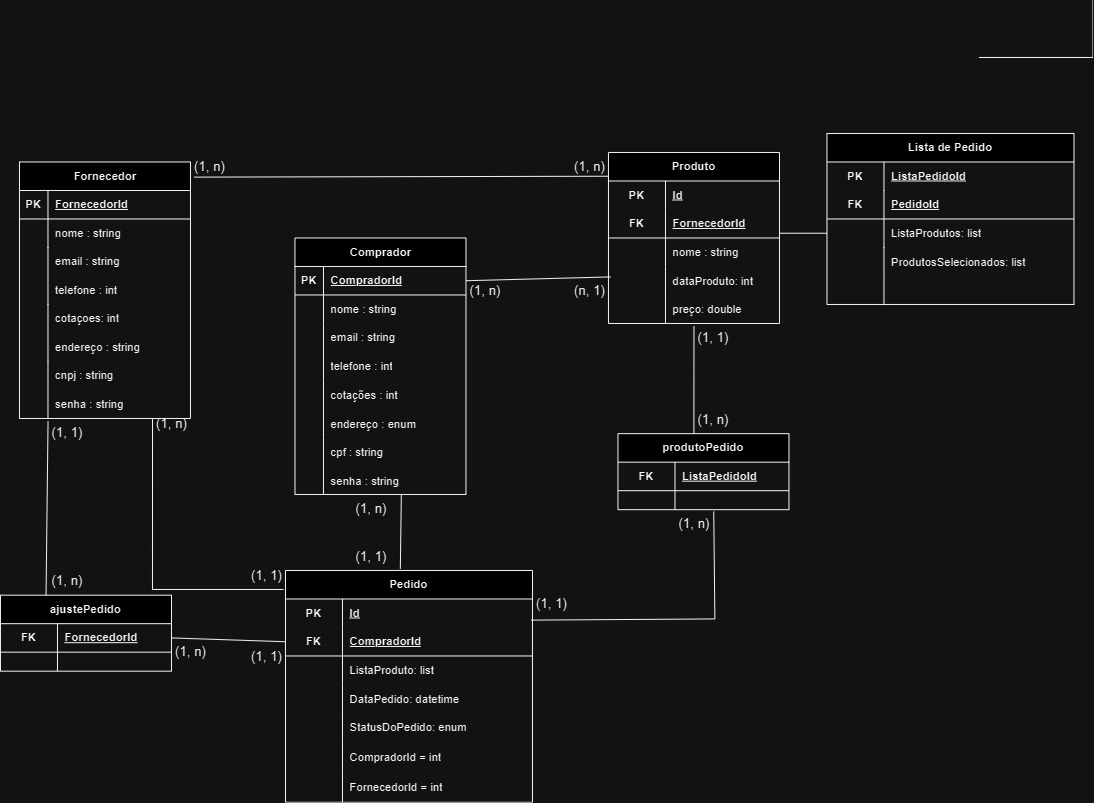 Fornecedor
PK FornecedorId
nome : string
email : string
telefone : int
cotaçoes: int
endereço : string
cnpj : string
senha : string
(1, n)
(1, n)
Produto
PK Id
FK FornecedorId
nome : string
dataProduto: int
preço: double
Lista de Pedido
PK ListaPedidoId
FK PedidoId
ListaProdutos: list
ProdutosSelecionados: list
Comprador
PK CompradorId
nome : string
email : string
telefone : int
cotações : int
endereço : enum
cpf : string
senha : string
(1, n)
(n, 1)
(1, 1)
(1, n)
produtoPedido
FK ListaPedidoId
(1, n)
(1, 1)
(1, n)
(1, n)
(1, 1)
(1, n)
(1, 1)
ajustePedido
FK FornecedorId
(1, n)
(1, 1)
(1, 1)
Pedido
PK Id
FK CompradorId
ListaProduto: list
DataPedido: datetime
StatusDoPedido: enum
CompradorId = int
FornecedorId = int